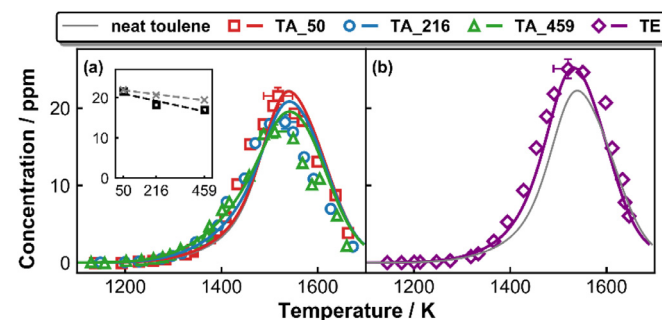 neat toulene TA_50 TA_216 TA_459 TE
(a) (b)
20
10
0
50 216 459
20
10
0
1200 1400 1600 1200 1400 1600
Concentration / ppm
Temperature / K